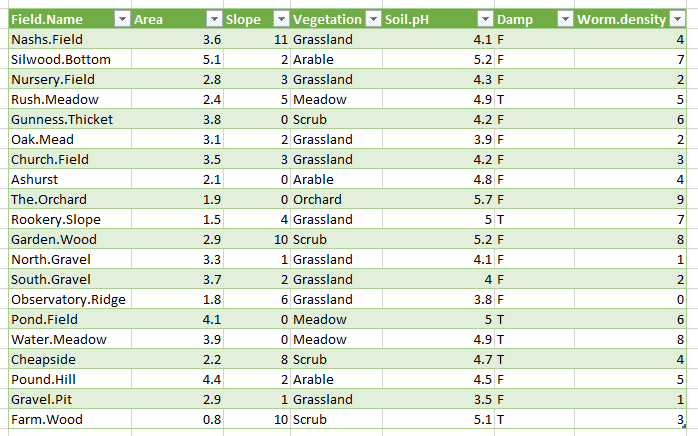 Field.Name Area Slope Vegetation Soil.pH Damp Worm.density
Nashs.Field 3.6 11 Grassland 4.1 F 4
Silwood.Bottom 5.1 2 Arable 5.2 F 7
Nursery.Field 2.8 3 Grassland 4.3 F 2
Rush.Meadow 2.4 5 Meadow 4.9 T 5
Gunness.Thicket 3.8 0 Scrub 4.2 F 6
Oak.Mead 3.1 2 Grassland 3.9 F 2
Church.Field 3.5 3 Grassland 4.2 F 3
Ashurst 2.1 0 Arable 4.8 F 4
The.Orchard 1.9 0 Orchard 5.7 F 9
Rookery.Slope 1.5 4 Grassland 5 T 7
Garden.Wood 2.9 10 Scrub 5.2 F 8
North.Gravel 3.3 1 Grassland 4.1 F 1
South.Gravel 3.7 2 Grassland 4 F 2
Observatory.Ridge 1.8 6 Grassland 3.8 F 0
Pond.Field 4.1 0 Meadow 5 T 6
Water.Meadow 3.9 0 Meadow 4.9 T 8
Cheapside 2.2 8 Scrub 4.7 T 4
Pound.Hill 4.4 2 Arable 4.5 F 5
Gravel.Pit 2.9 1 Grassland 3.5 F 1
Farm.Wood 0.8 10 Scrub 5.1 T 3